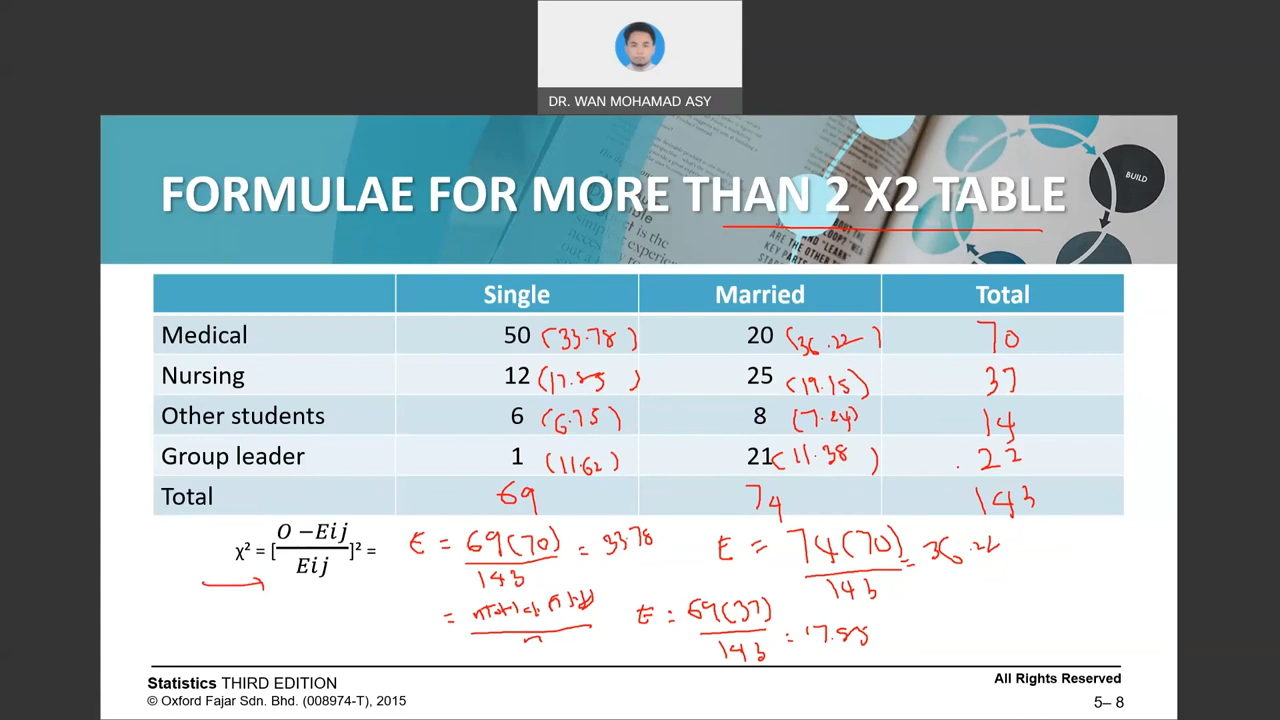 DR. WAN MOHAMAD ASY
FORMULAE FOR MORE THAN 2 X2 TABLE
BUILD
Single Married Total
Medical 50 (33.78) 20 (36.22) 70
Nursing 12 (17.85) 25 (19.15) 37
Other students 6 (6.75) 8 (7.24) 14
Group leader 1 (11.62) 21 (11.38) 22
Total 69 74 143
χ² = [(O – Eij)/Eij]² =
E = 69(70)/143 = 33.78
E = 74(70)/143 = 36.22
E = 69(37)/143 = 17.85
Statistics THIRD EDITION
All Rights Reserved
© Oxford Fajar Sdn. Bhd. (008974-T), 2015
5– 8